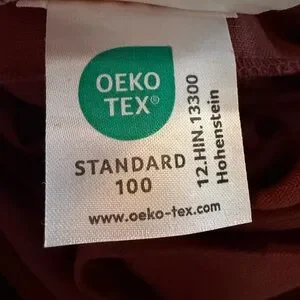 OEKO
TEX®
STANDARD
100
12.HIN.13300
Hohenstein
www.oeko-tex.com